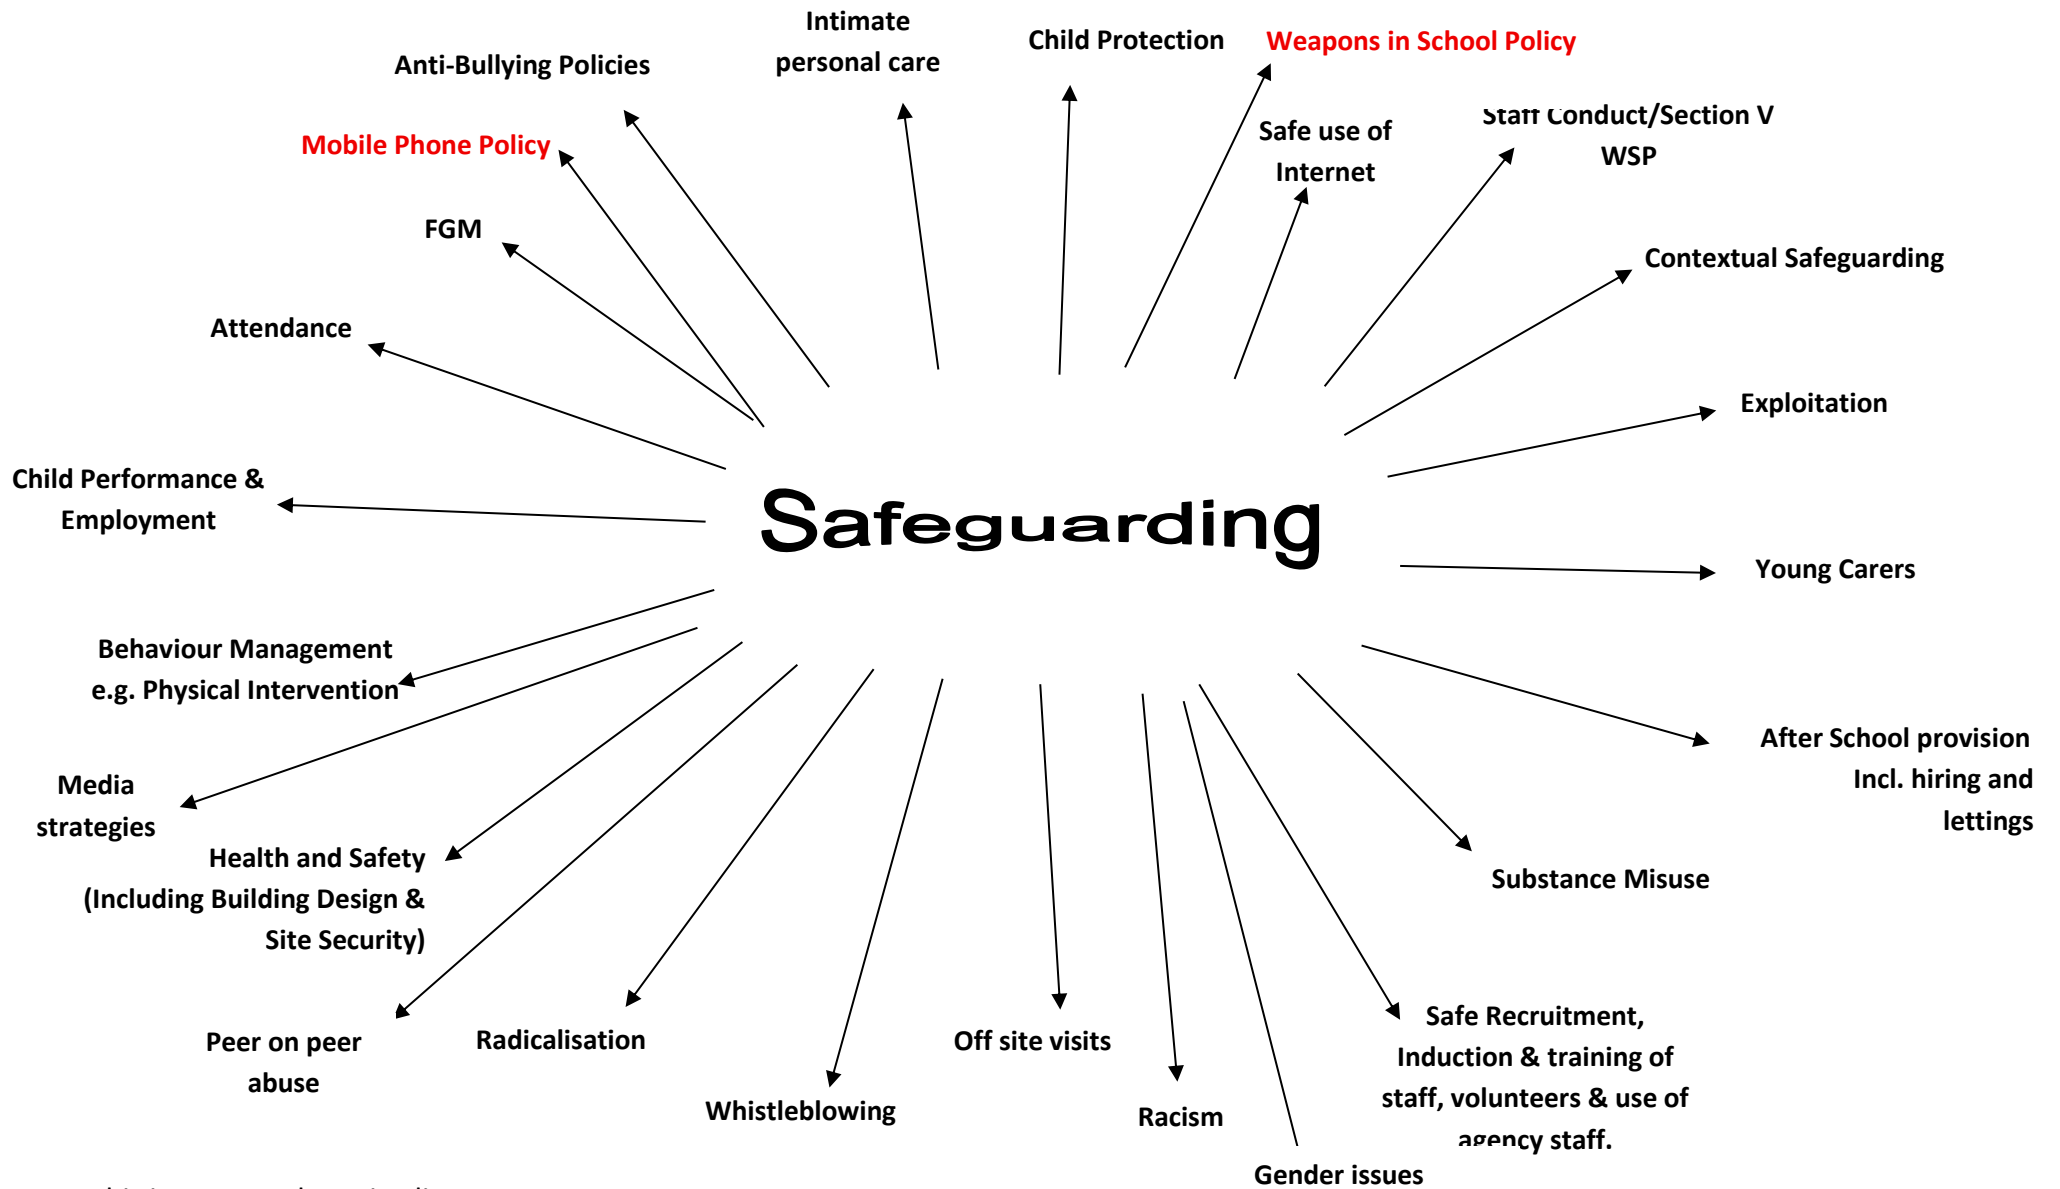 Intimate
personal care
Child Protection
Weapons in School Policy
Anti-Bullying Policies
Mobile Phone Policy
Safe use of
Internet
Staff Conduct/Section V
WSP
FGM
Contextual Safeguarding
Attendance
Exploitation
Child Performance &
Employment
Safeguarding
Young Carers
Behaviour Management
e.g. Physical Intervention
After School provision
Incl. hiring and
lettings
Media
strategies
Health and Safety
(Including Building Design &
Site Security)
Substance Misuse
Peer on peer
abuse
Radicalisation
Off site visits
Safe Recruitment,
Induction & training of
staff, volunteers & use of
agency staff.
Whistleblowing
Racism
Gender issues